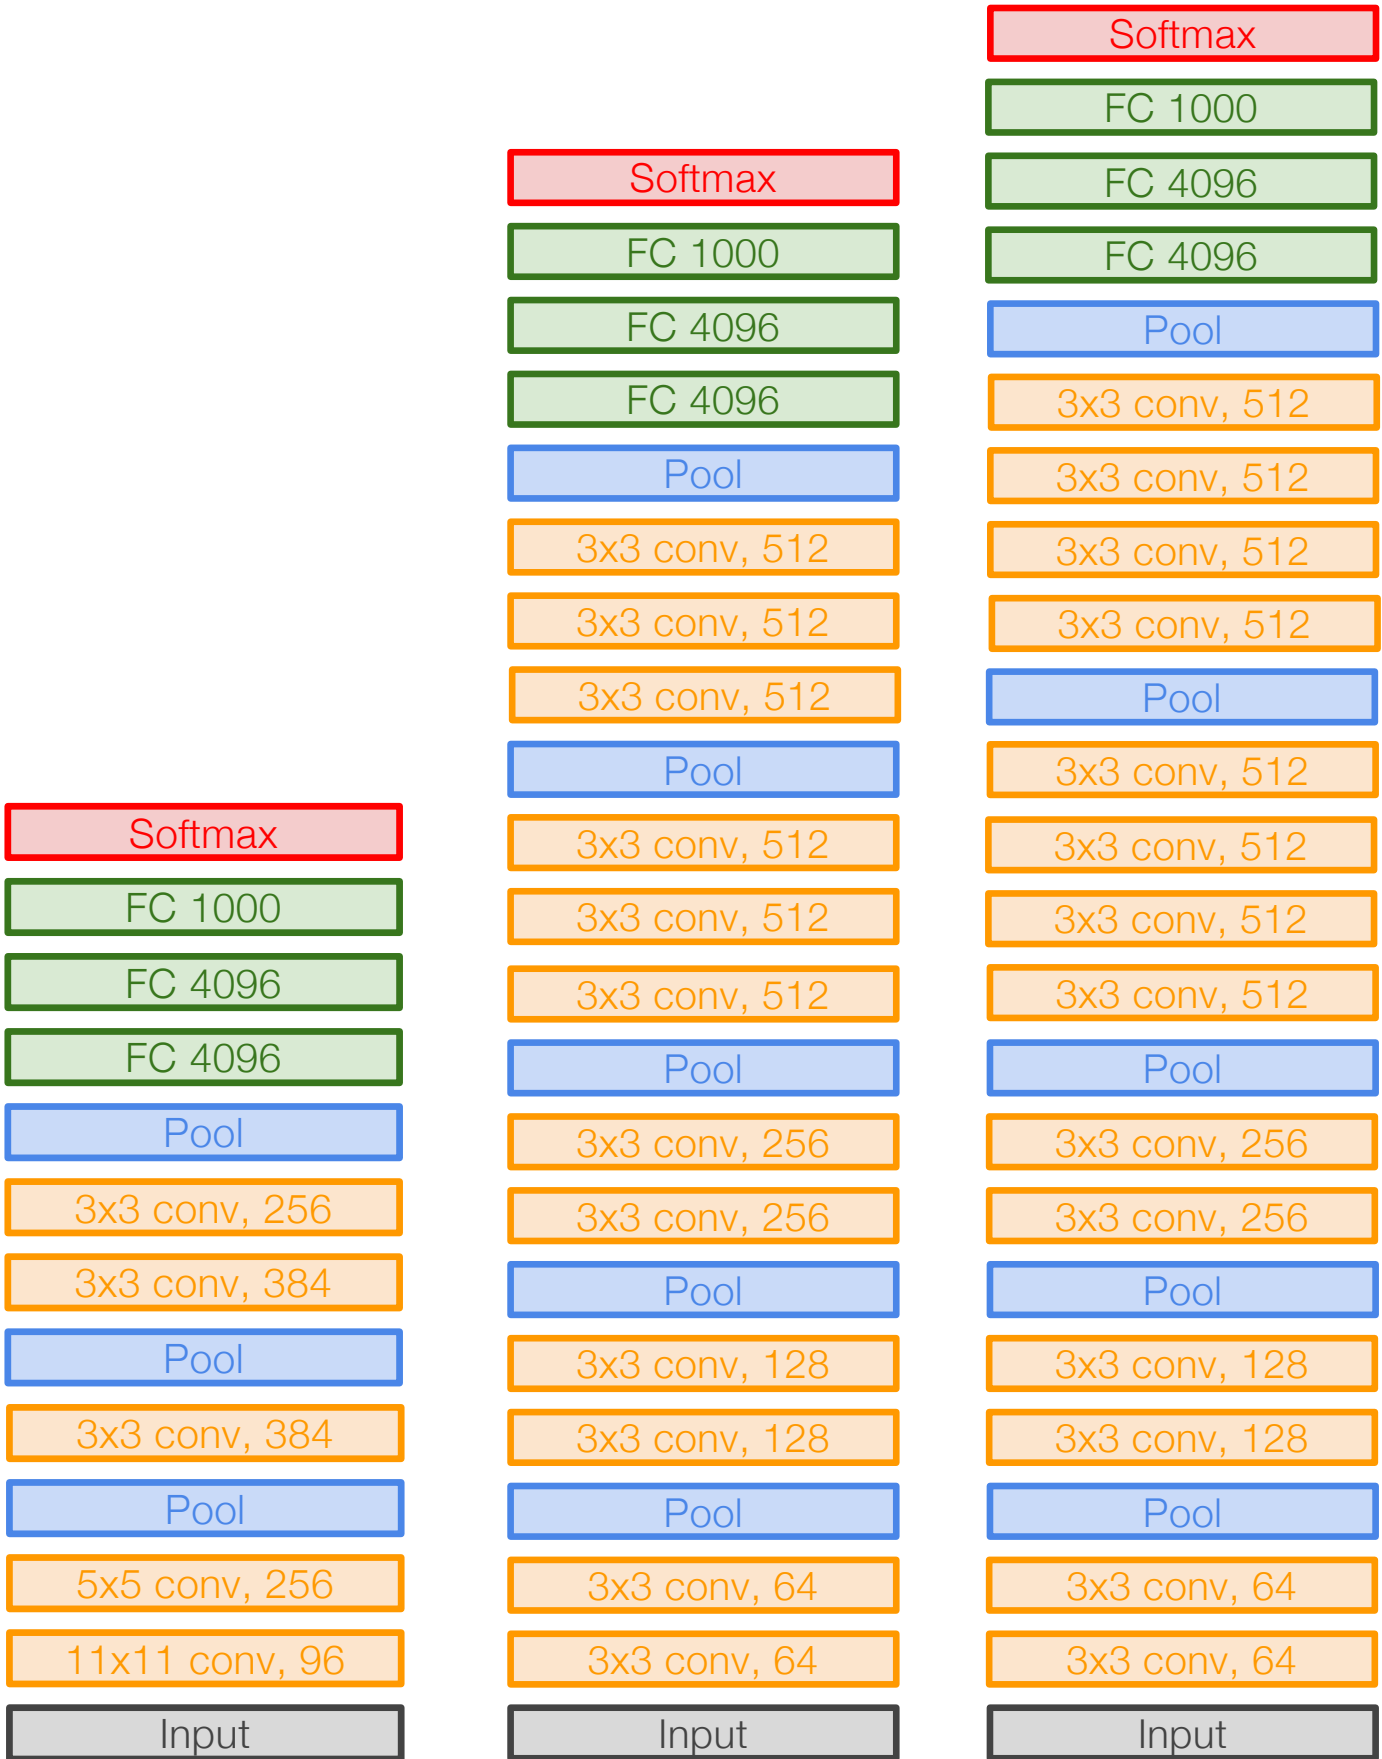 Softmax
FC 1000
FC 4096
FC 4096
Pool
3x3 conv, 256
3x3 conv, 384
Pool
3x3 conv, 384
Pool
5x5 conv, 256
11x11 conv, 96
Input
Softmax
FC 1000
FC 4096
FC 4096
Pool
3x3 conv, 512
3x3 conv, 512
3x3 conv, 512
Pool
3x3 conv, 512
3x3 conv, 512
3x3 conv, 512
Pool
3x3 conv, 256
3x3 conv, 256
Pool
3x3 conv, 128
3x3 conv, 128
Pool
3x3 conv, 64
3x3 conv, 64
Input
Softmax
FC 1000
FC 4096
FC 4096
Pool
3x3 conv, 512
3x3 conv, 512
3x3 conv, 512
3x3 conv, 512
Pool
3x3 conv, 512
3x3 conv, 512
3x3 conv, 512
3x3 conv, 512
Pool
3x3 conv, 256
3x3 conv, 256
Pool
3x3 conv, 128
3x3 conv, 128
Pool
3x3 conv, 64
3x3 conv, 64
Input